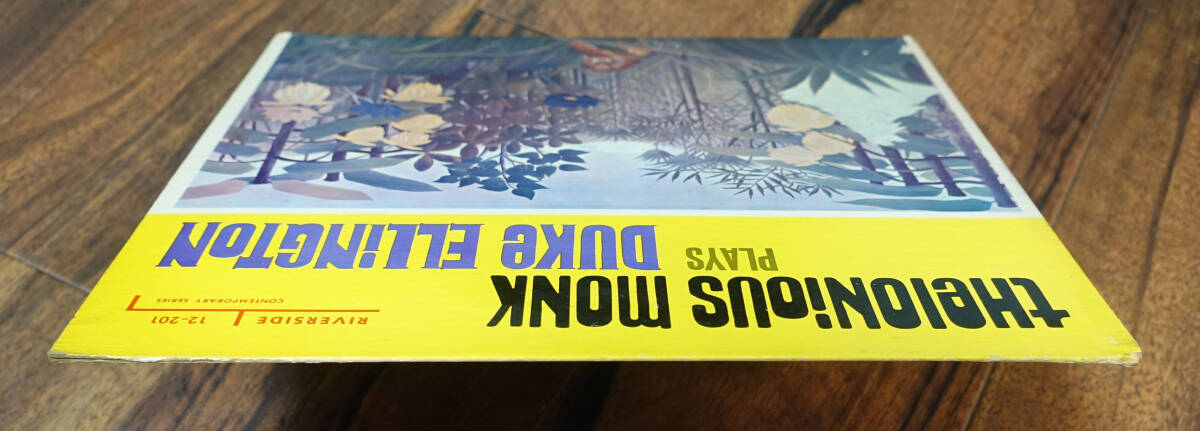 THELONIOUS MONK
PLAYS DUKE ELLINGTON
RIVERSIDE 12-201
CONTEMPORARY SERIES